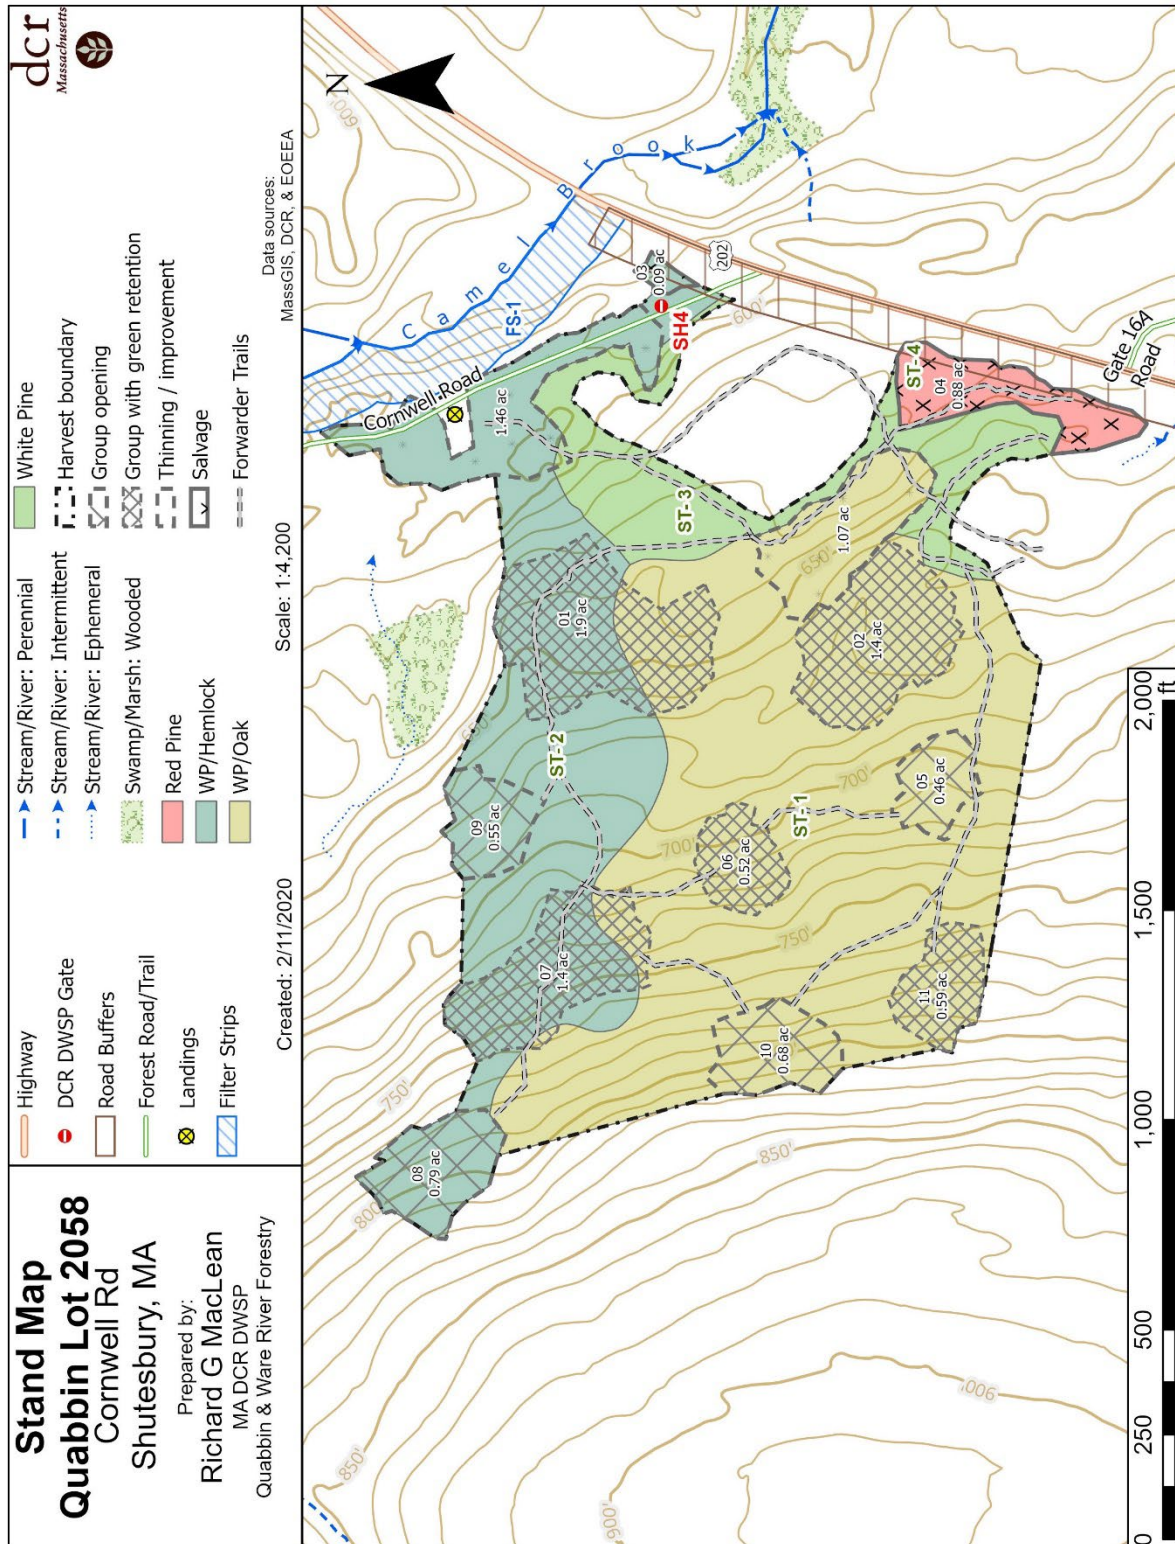 Stand Map
Quabbin Lot 2058
Cornwell Rd
Shutesbury, MA
Prepared by:
Richard G MacLean
MA DCR DWSP
Quabbin & Ware River Forestry
Highway
DCR DWSP Gate
Road Buffers
Forest Road/Trail
Landings
Filter Strips
Stream/River: Perennial
Stream/River: Intermittent
Stream/River: Ephemeral
Swamp/Marsh: Wooded
Red Pine
WP/Hemlock
WP/Oak
White Pine
Harvest boundary
Group opening
Group with green retention
Thinning / improvement
Salvage
Forwarder Trails
dcr
Massachusetts
Created: 2/11/2020
Scale: 1:4,200
Data sources:
MassGIS, DCR, & EOEEA
N
600'
Camel Brook
FS-1
Cornwell Road
1.46 ac
03
0.09 ac
SH4
202
600'
ST-4
04
0.88 ac
Gate 16A
Road
ST-3
1.07 ac
650'
650'
01
1.9 ac
02
1.4 ac
ST-2
09
0.55 ac
700'
700'
06
0.52 ac
ST-1
05
0.46 ac
07
1.4 ac
750'
750'
10
0.68 ac
11
0.59 ac
08
0.79 ac
800'
850'
850'
900'
900'
0
250
500
1,000
1,500
2,000
ft